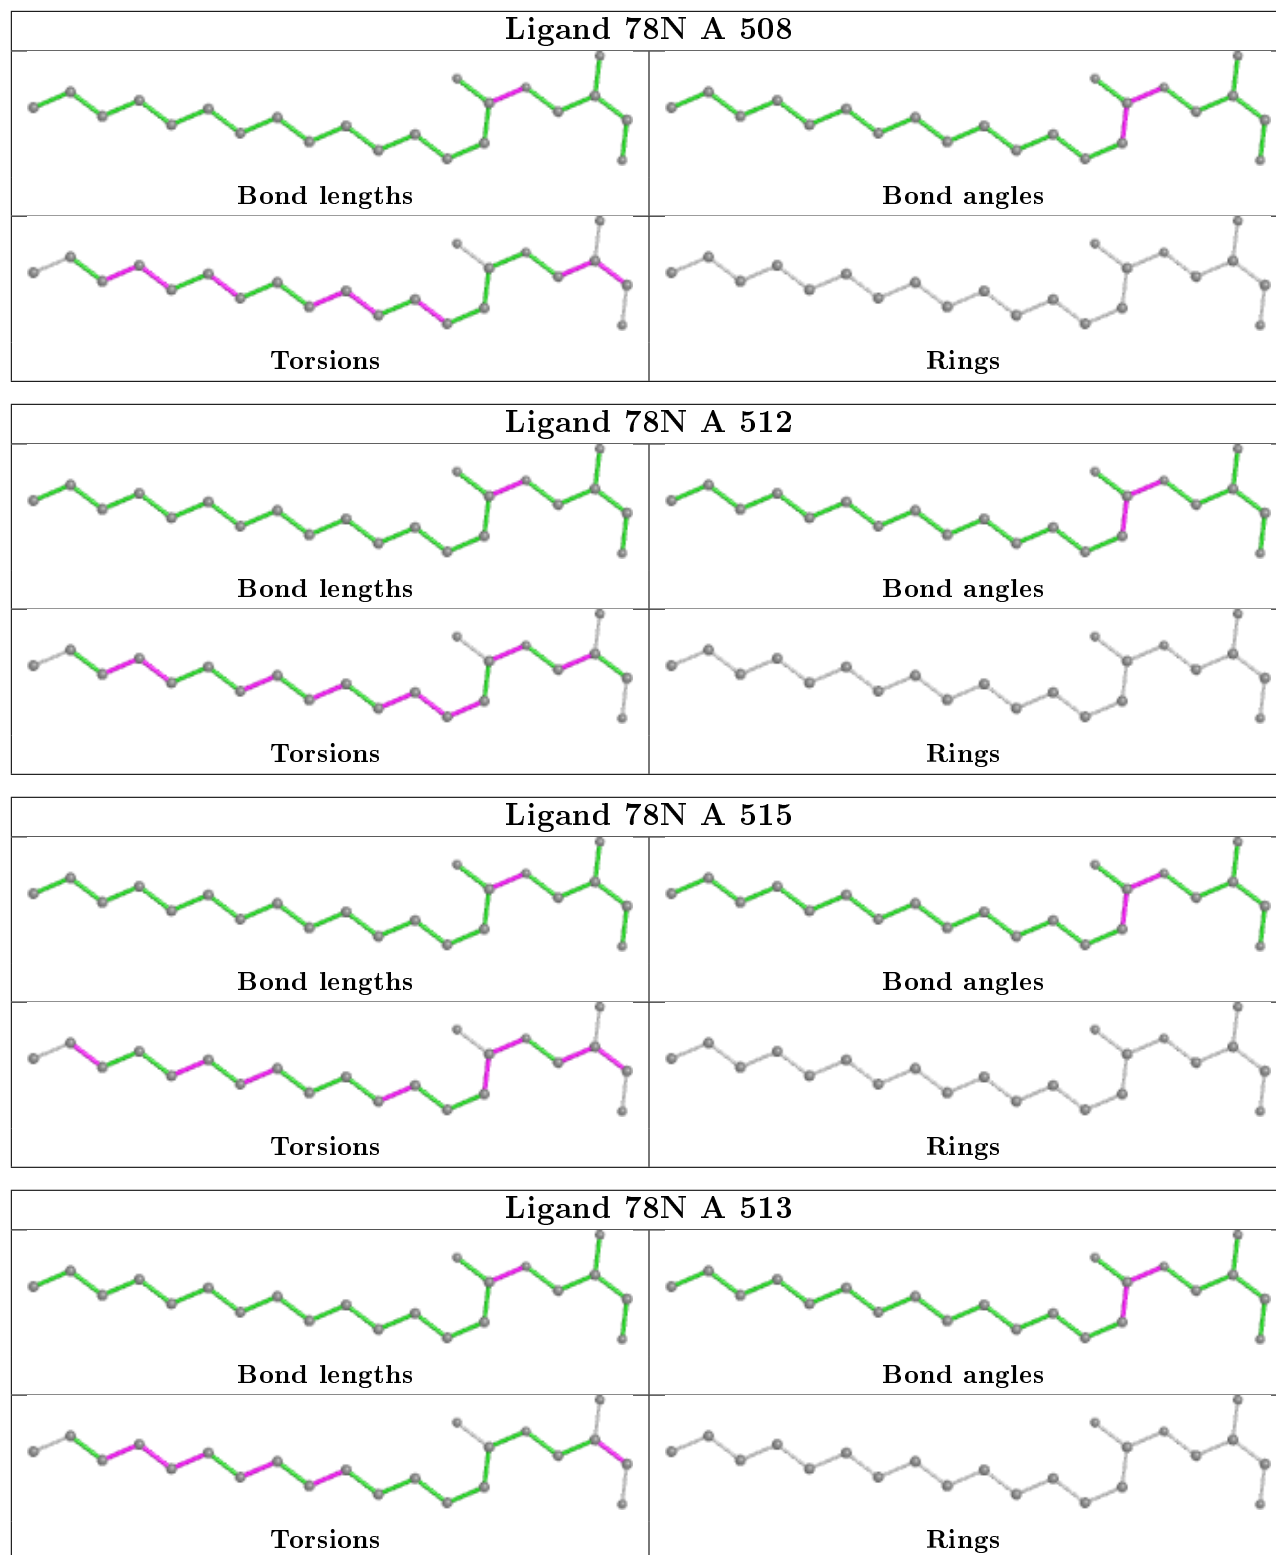 Ligand 78N A 508
Bond lengths
Bond angles
Torsions
Rings
Ligand 78N A 512
Bond lengths
Bond angles
Torsions
Rings
Ligand 78N A 515
Bond lengths
Bond angles
Torsions
Rings
Ligand 78N A 513
Bond lengths
Bond angles
Torsions
Rings